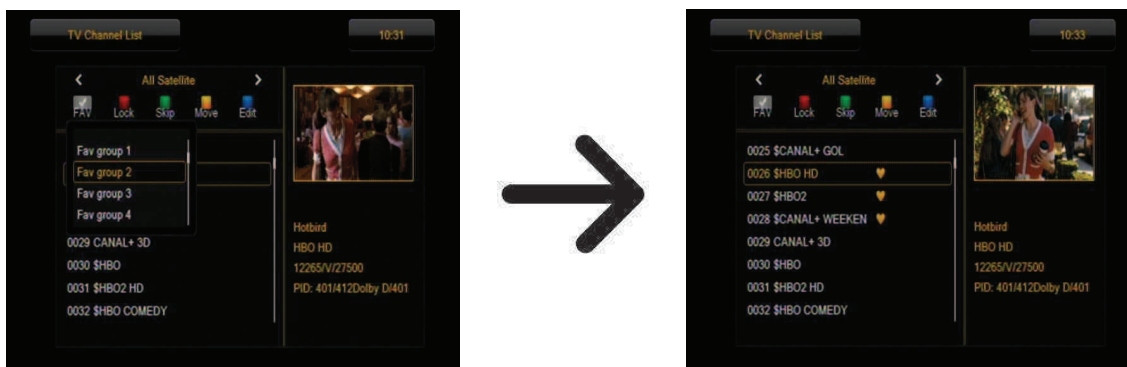 TV Channel List 10:31
All Satellite
FAV Lock Skip Move Edit
Fav group 1
Fav group 2
Fav group 3
Fav group 4
0029 CANAL+ 3D
0030 $HBO
0031 $HBO2 HD
0032 $HBO COMEDY
Hotbird
HBO HD
12265/V/27500
PID: 401/412Dolby D/401
TV Channel List 10:33
All Satellite
FAV Lock Skip Move Edit
0025 $CANAL+ GOL
0026 $HBO HD
0027 $HBO2
0028 $CANAL+ WEEKEN
0029 CANAL+ 3D
0030 $HBO
0031 $HBO2 HD
0032 $HBO COMEDY
Hotbird
HBO HD
12265/V/27500
PID: 401/412Dolby D/401